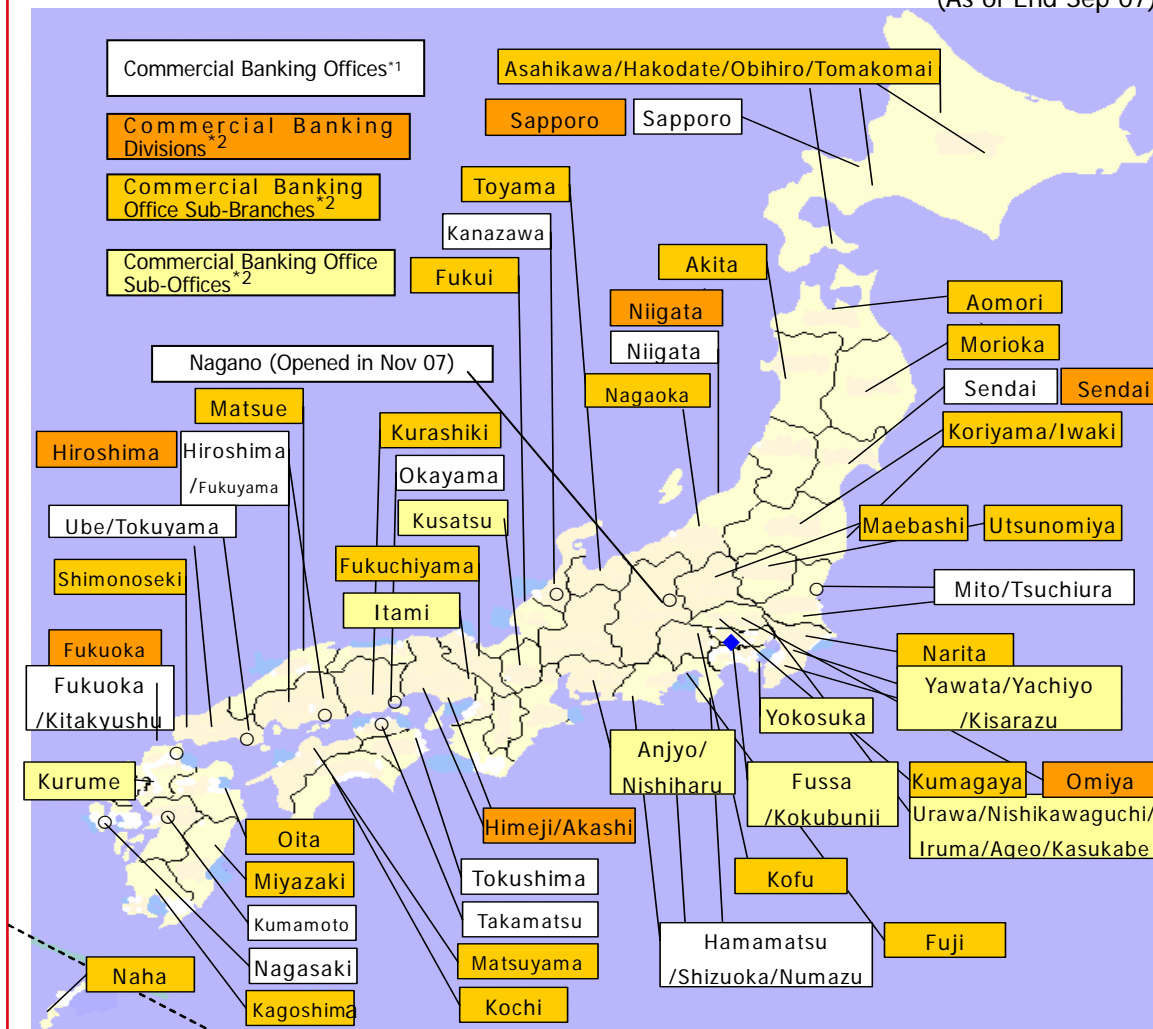 (As of End Sep 07)
Commercial Banking Offices*1
Commercial Banking
Divisions*2
Commercial Banking
Office Sub-Branches*2
Commercial Banking Office
Sub-Offices*2
Asahikawa/Hakodate/Obihiro/Tomakomai
Sapporo
Sapporo
Toyama
Kanazawa
Fukui
Akita
Aomori
Niigata
Niigata
Morioka
Nagano (Opened in Nov 07)
Nagaoka
Sendai
Sendai
Matsue
Kurashiki
Koriyama/Iwaki
Hiroshima
Hiroshima
/Fukuyama
Okayama
Ube/Tokuyama
Kusatsu
Maebashi
Utsunomiya
Shimonoseki
Fukuchiyama
Mito/Tsuchiura
Itami
Fukuoka
Narita
Fukuoka
/Kitakyushu
Yawata/Yachiyo
/Kisarazu
Yokosuka
Kurume
Anjyo/
Nishiharu
Fussa
/Kokubunji
Kumagaya
Omiya
Urawa/Nishikawaguchi/
Iruma/Ageo/Kasukabe
Oita
Himeji/Akashi
Miyazaki
Tokushima
Kofu
Kumamoto
Takamatsu
Hamamatsu
/Shizuoka/Numazu
Fuji
Nagasaki
Matsuyama
Naha
Kagoshima
Kochi